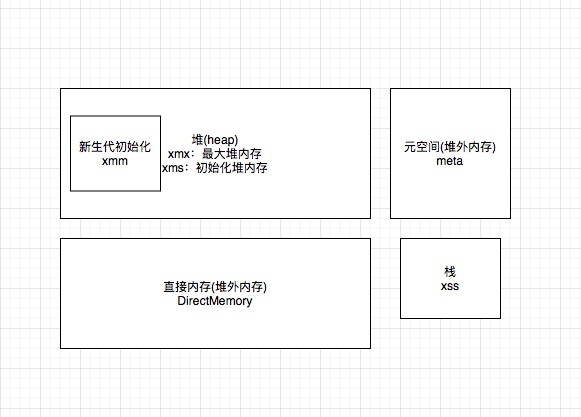 新生代初始化
xmm
堆(heap)
xmx：最大堆内存
xms：初始化堆内存
元空间(堆外内存)
meta
直接内存(堆外内存)
DirectMemory
栈
xss